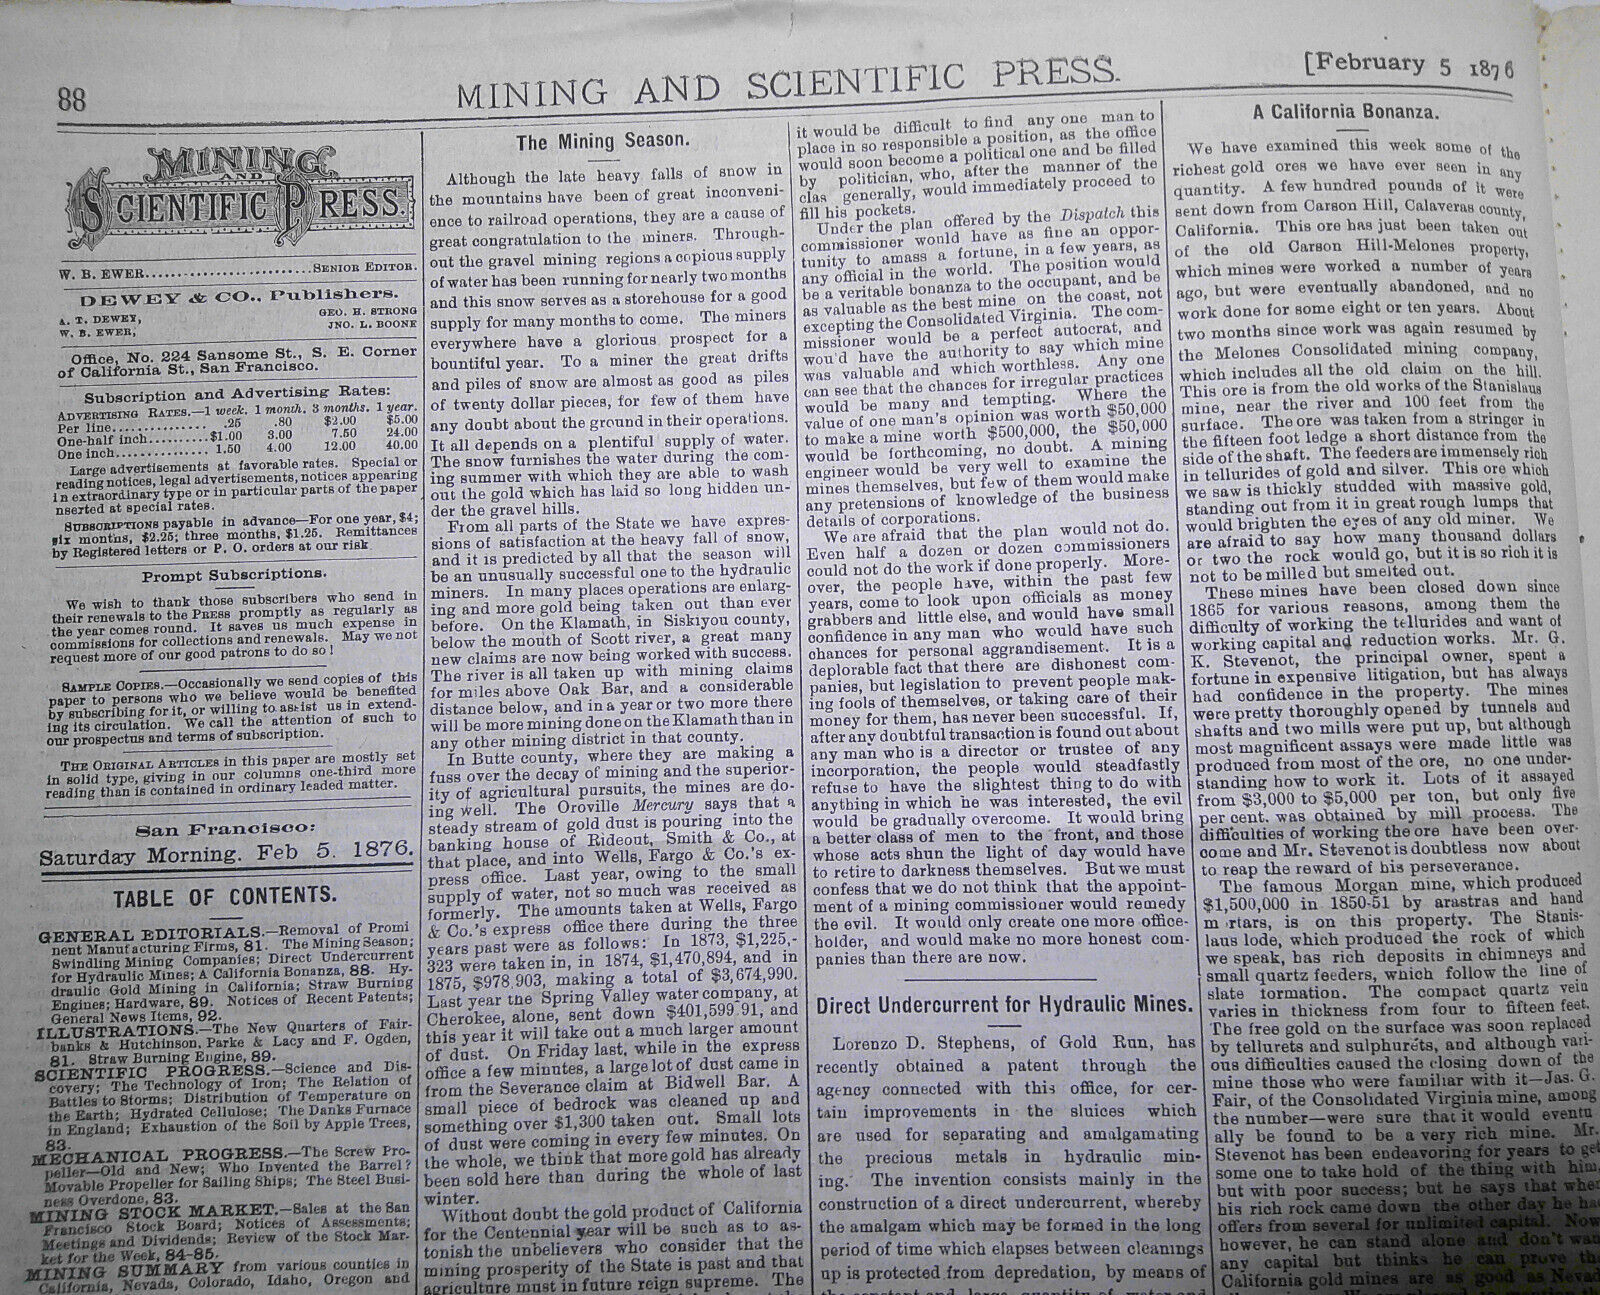 88
MINING AND SCIENTIFIC PRESS.
[February 5 1876
MINING
AND
SCIENTIFIC PRESS.
W. B. EWER..............................SENIOR EDITOR.
DEWEY & CO., Publishers.
A. T. DEWEY,
W. B. EWER,
GEO. H. STRONG
JNO. L. BOONE
Office, No. 224 Sansome St., S. E. Corner
of California St., San Francisco.
Subscription and Advertising Rates:
ADVERTISING RATES.—1 week. 1 month. 3 months. 1 year.
Per line............... .25 .80 $2.00 $5.00
One-half inch..........$1.00 3.00 7.50 24.00
One inch............... 1.50 4.00 12.00 40.00
Large advertisements at favorable rates. Special or
reading notices, legal advertisements, notices appearing
in extraordinary type or in particular parts of the paper
nserted at special rates.
SUBSCRIPTIONS payable in advance—For one year, $4;
six months, $2.25; three months, $1.25. Remittances
by Registered letters or P. O. orders at our risk
Prompt Subscriptions.
We wish to thank those subscribers who send in
their renewals to the PRESS promptly as regularly as
the year comes round. It saves us much expense in
commissions for collections and renewals. May we not
request more of our good patrons to do so!
SAMPLE COPIES.—Occasionally we send copies of this
paper to persons who we believe would be benefited
by subscribing for it, or willing to assist us in extend-
ing its circulation. We call the attention of such to
our prospectus and terms of subscription.
THE ORIGINAL ARTICLES in this paper are mostly set
in solid type, giving in our columns one-third more
reading than is contained in ordinary leaded matter.
San Francisco:
Saturday Morning. Feb 5. 1876.
TABLE OF CONTENTS.
GENERAL EDITORIALS.—Removal of Promi
nent Manufacturing Firms, 81. The Mining Season;
Swindling Mining Companies; Direct Undercurrent
for Hydraulic Mines; A California Bonanza, 88. Hy-
draulic Gold Mining in California; Straw Burning
Engines; Hardware, 89. Notices of Recent Patents;
General News Items, 92.
ILLUSTRATIONS.—The New Quarters of Fair-
banks & Hutchinson, Parke & Lacy and F. Ogden,
81. Straw Burning Engine, 89.
SCIENTIFIC PROGRESS.—Science and Dis-
covery; The Technology of Iron; The Relation of
Battles to Storms; Distribution of Temperature on
the Earth; Hydrated Cellulose; The Danks Furnace
in England; Exhaustion of the Soil by Apple Trees,
83.
MECHANICAL PROGRESS.—The Screw Pro-
peller—Old and New; Who Invented the Barrel?
Movable Propeller for Sailing Ships; The Steel Busi-
ness Overdone, 83.
MINING STOCK MARKET.—Sales at the San
Francisco Stock Board; Notices of Assessments;
Meetings and Dividends; Review of the Stock Mar-
ket for the Week, 84-85.
MINING SUMMARY from various counties in
California, Nevada, Colorado, Idaho, Oregon and
The Mining Season.
Although the late heavy falls of snow in
the mountains have been of great inconveni-
ence to railroad operations, they are a cause of
great congratulation to the miners. Through-
out the gravel mining regions a copious supply
of water has been running for nearly two months
and this snow serves as a storehouse for a good
supply for many months to come. The miners
everywhere have a glorious prospect for a
bountiful year. To a miner the great drifts
and piles of snow are almost as good as piles
of twenty dollar pieces, for few of them have
any doubt about the ground in their operations.
It all depends on a plentiful supply of water.
The snow furnishes the water during the com-
ing summer with which they are able to wash
out the gold which has laid so long hidden un-
der the gravel hills.
From all parts of the State we have expres-
sions of satisfaction at the heavy fall of snow,
and it is predicted by all that the season will
be an unusually successful one to the hydraulic
miners. In many places operations are enlarg-
ing and more gold being taken out than ever
before. On the Klamath, in Siskiyou county,
below the mouth of Scott river, a great many
new claims are now being worked with success.
The river is all taken up with mining claims
for miles above Oak Bar, and a considerable
distance below, and in a year or two more there
will be more mining done on the Klamath than in
any other mining district in that county.
In Butte county, where they are making a
fuss over the decay of mining and the superior-
ity of agricultural pursuits, the mines are do-
ing well. The Oroville Mercury says that a
steady stream of gold dust is pouring into the
banking house of Rideout, Smith & Co., at
that place, and into Wells, Fargo & Co.'s ex-
press office. Last year, owing to the small
supply of water, not so much was received as
formerly. The amounts taken at Wells, Fargo
& Co.'s express office there during the three
years past were as follows: In 1873, $1,225,-
323 were taken in, in 1874, $1,470,894, and in
1875, $978,903, making a total of $3,674,990.
Last year the Spring Valley water company, at
Cherokee, alone, sent down $401,599.91, and
this year it will take out a much larger amount
of dust. On Friday last, while in the express
office a few minutes, a large lot of dust came in
from the Severance claim at Bidwell Bar. A
small piece of bedrock was cleaned up and
something over $1,300 taken out. Small lots
of dust were coming in every few minutes. On
the whole, we think that more gold has already
been sold here than during the whole of last
winter.
Without doubt the gold product of California
for the Centennial year will be such as to as-
tonish the unbelievers who consider that the
mining prosperity of the State is past and that
agriculture must in future reign supreme. The
it would be difficult to find any one man to
place in so responsible a position, as the office
would soon become a political one and be filled
by politician, who, after the manner of the
clas generally, would immediately proceed to
fill his pockets.
Under the plan offered by the Dispatch this
commissioner would have as fine an oppor-
tunity to amass a fortune, in a few years, as
any official in the world. The position would
be a veritable bonanza to the occupant, and be
as valuable as the best mine on the coast, not
excepting the Consolidated Virginia. The com-
missioner would be a perfect autocrat, and
wou'd have the authority to say which mine
was valuable and which worthless. Any one
can see that the chances for irregular practices
would be many and tempting. Where the
value of one man's opinion was worth $50,000
to make a mine worth $500,000, the $50,000
would be forthcoming, no doubt. A mining
engineer would be very well to examine the
mines themselves, but few of them would make
any pretensions of knowledge of the business
details of corporations.
We are afraid that the plan would not do.
Even half a dozen or dozen commissioners
could not do the work if done properly. More-
over, the people have, within the past few
years, come to look upon officials as money
grabbers and little else, and would have small
confidence in any man who would have such
chances for personal aggrandisement. It is a
deplorable fact that there are dishonest com-
panies, but legislation to prevent people mak-
ing fools of themselves, or taking care of their
money for them, has never been successful. If,
after any doubtful transaction is found out about
any man who is a director or trustee of any
incorporation, the people would steadfastly
refuse to have the slightest thing to do with
anything in which he was interested, the evil
would be gradually overcome. It would bring
a better class of men to the front, and those
whose acts shun the light of day would have
to retire to darkness themselves. But we must
confess that we do not think that the appoint-
ment of a mining commissioner would remedy
the evil. It would only create one more office-
holder, and would make no more honest com-
panies than there are now.
Direct Undercurrent for Hydraulic Mines.
Lorenzo D. Stephens, of Gold Run, has
recently obtained a patent through the
agency connected with this office, for cer-
tain improvements in the sluices which
are used for separating and amalgamating
the precious metals in hydraulic min-
ing. The invention consists mainly in the
construction of a direct undercurrent, whereby
the amalgam which may be formed in the long
period of time which elapses between cleanings
up is protected from depredation, by means of
the constant and large quantity of water and
A California Bonanza.
We have examined this week some of the
richest gold ores we have ever seen in any
quantity. A few hundred pounds of it were
sent down from Carson Hill, Calaveras county,
California. This ore has just been taken out
of the old Carson Hill-Melones property,
which mines were worked a number of years
ago, but were eventually abandoned, and no
work done for some eight or ten years. About
two months since work was again resumed by
the Melones Consolidated mining company,
which includes all the old claim on the hill.
This ore is from the old works of the Stanislaus
mine, near the river and 100 feet from the
surface. The ore was taken from a stringer in
the fifteen foot ledge a short distance from the
side of the shaft. The feeders are immensely rich
in tellurides of gold and silver. This ore which
we saw is thickly studded with massive gold,
standing out from it in great rough lumps that
would brighten the eyes of any old miner. We
are afraid to say how many thousand dollars
or two the rock would go, but it is so rich it is
not to be milled but smelted out.
These mines have been closed down since
1865 for various reasons, among them the
difficulty of working the tellurides and want of
working capital and reduction works. Mr. G.
K. Stevenot, the principal owner, spent a
fortune in expensive litigation, but has always
had confidence in the property. The mines
were pretty thoroughly opened by tunnels and
shafts and two mills were put up, but although
most magnificent assays were made little was
produced from most of the ore, no one under-
standing how to work it. Lots of it assayed
from $3,000 to $5,000 per ton, but only five
per cent. was obtained by mill process. The
difficulties of working the ore have been over-
come and Mr. Stevenot is doubtless now about
to reap the reward of his perseverance.
The famous Morgan mine, which produced
$1,500,000 in 1850-51 by arastras and hand
m rtars, is on this property. The Stanis-
laus lode, which produced the rock of which
we speak, has rich deposits in chimneys and
small quartz feeders, which follow the line of
slate formation. The compact quartz vein
varies in thickness from four to fifteen feet.
The free gold on the surface was soon replaced
by tellurets and sulphurets, and although vari-
ous difficulties caused the closing down of the
mine those who were familiar with it—Jas. G.
Fair, of the Consolidated Virginia mine, among
the number—were sure that it would eventu
ally be found to be a very rich mine. Mr.
Stevenot has been endeavoring for years to get
some one to take hold of the thing with him,
but with poor success; but he says that when
his rich rock came down the other day he had
offers from several for unlimited capital. Now
however, he can stand alone and don't want
any capital but thinks he can prove the
California gold mines are as good as Nevad